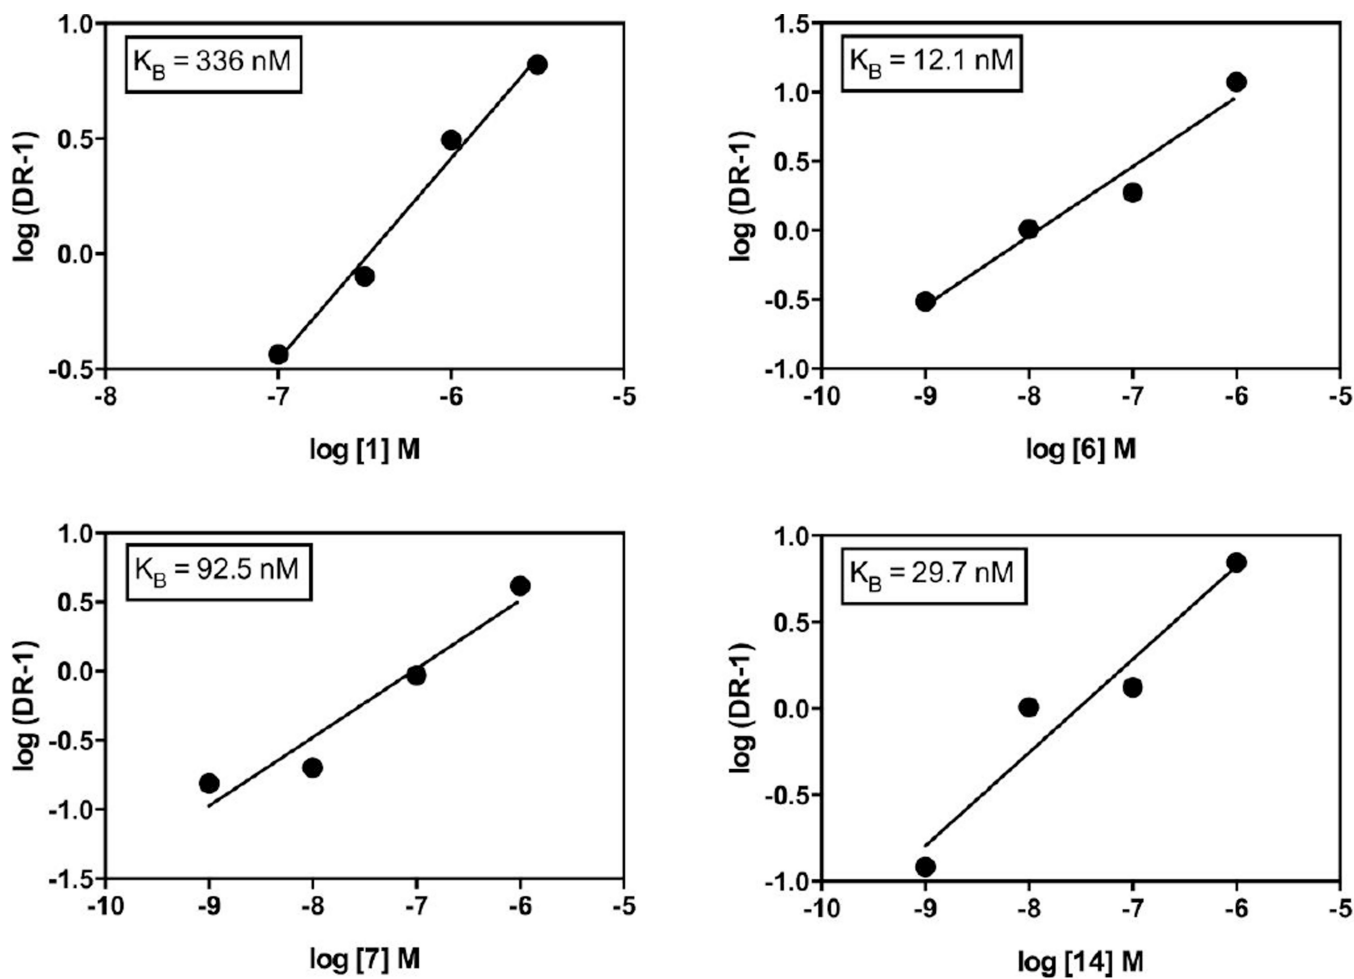 1.0
K_B = 336 nM
0.5
0.0
-0.5
-8 -7 -6 -5
log (DR-1)
log [1] M
1.5
K_B = 12.1 nM
1.0
0.5
0.0
-0.5
-1.0
-10 -9 -8 -7 -6 -5
log (DR-1)
log [6] M
1.0
K_B = 92.5 nM
0.5
0.0
-0.5
-1.0
-1.5
-10 -9 -8 -7 -6 -5
log (DR-1)
log [7] M
1.0
K_B = 29.7 nM
0.5
0.0
-0.5
-1.0
-10 -9 -8 -7 -6 -5
log (DR-1)
log [14] M